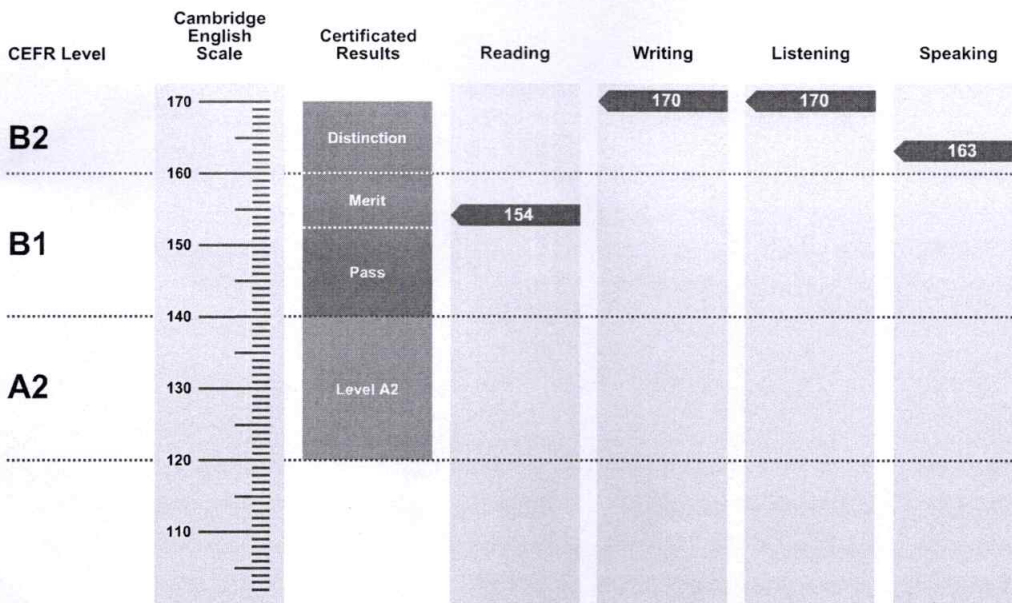 CEFR Level
Cambridge
English
Scale
Certificated
Results
Reading
Writing
Listening
Speaking
170
170
170
B2
Distinction
163
160
Merit
154
B1
150
Pass
140
A2
130
Level A2
120
110